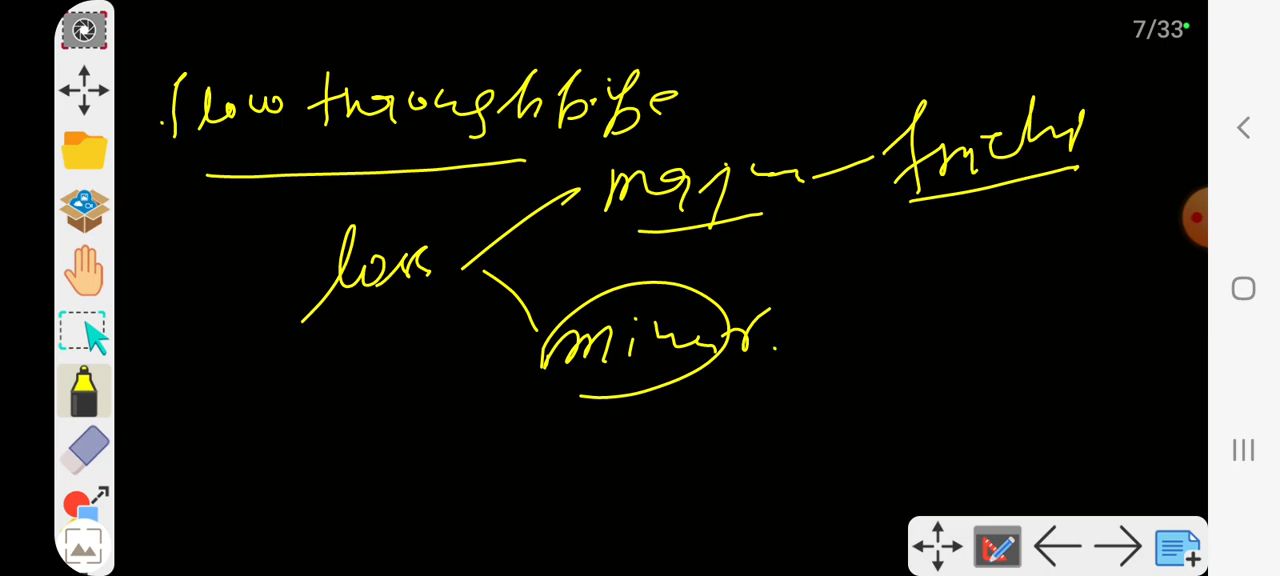 7/33
flow through pipe
major – friction
loss
minor.